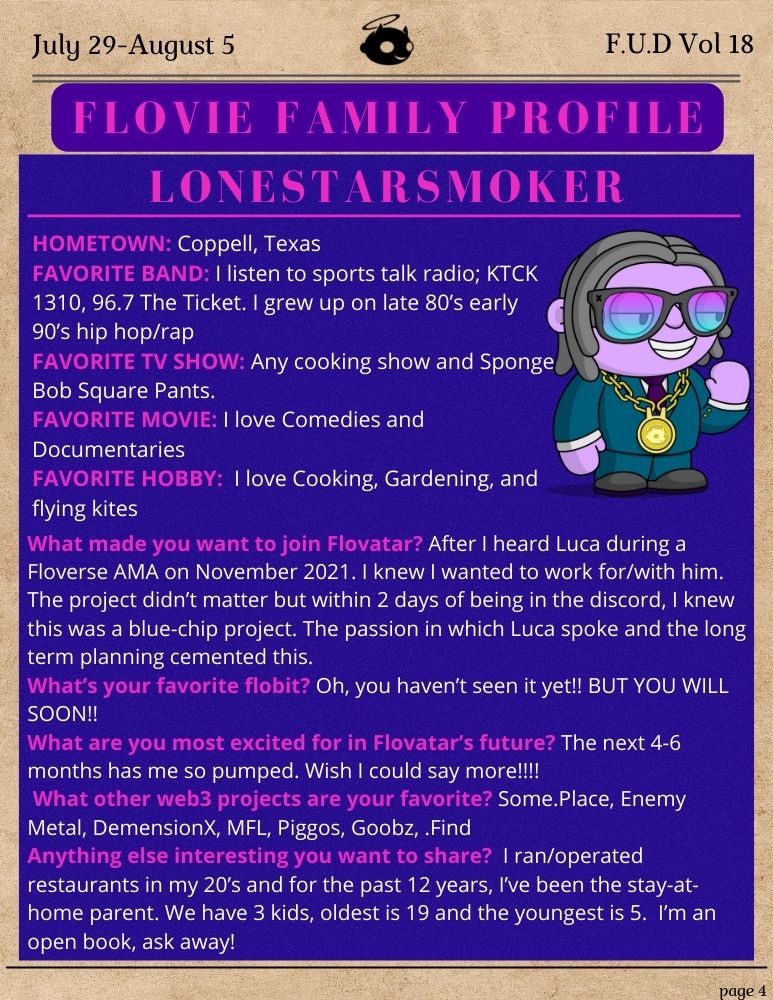 July 29-August 5
F.U.D Vol 18
FLOVIE FAMILY PROFILE
LONESTARSMOKER
HOMETOWN: Coppell, Texas
FAVORITE BAND: I listen to sports talk radio; KTCK
1310, 96.7 The Ticket. I grew up on late 80’s early
90’s hip hop/rap
FAVORITE TV SHOW: Any cooking show and Sponge
Bob Square Pants.
FAVORITE MOVIE: I love Comedies and
Documentaries
FAVORITE HOBBY: I love Cooking, Gardening, and
flying kites
What made you want to join Flovatar? After I heard Luca during a
Floverse AMA on November 2021. I knew I wanted to work for/with him.
The project didn’t matter but within 2 days of being in the discord, I knew
this was a blue-chip project. The passion in which Luca spoke and the long
term planning cemented this.
What’s your favorite flobit? Oh, you haven’t seen it yet!! BUT YOU WILL
SOON!!
What are you most excited for in Flovatar’s future? The next 4-6
months has me so pumped. Wish I could say more!!!!
What other web3 projects are your favorite? Some.Place, Enemy
Metal, DemensionX, MFL, Piggos, Goobz, .Find
Anything else interesting you want to share? I ran/operated
restaurants in my 20’s and for the past 12 years, I’ve been the stay-at-
home parent. We have 3 kids, oldest is 19 and the youngest is 5. I’m an
open book, ask away!
page 4